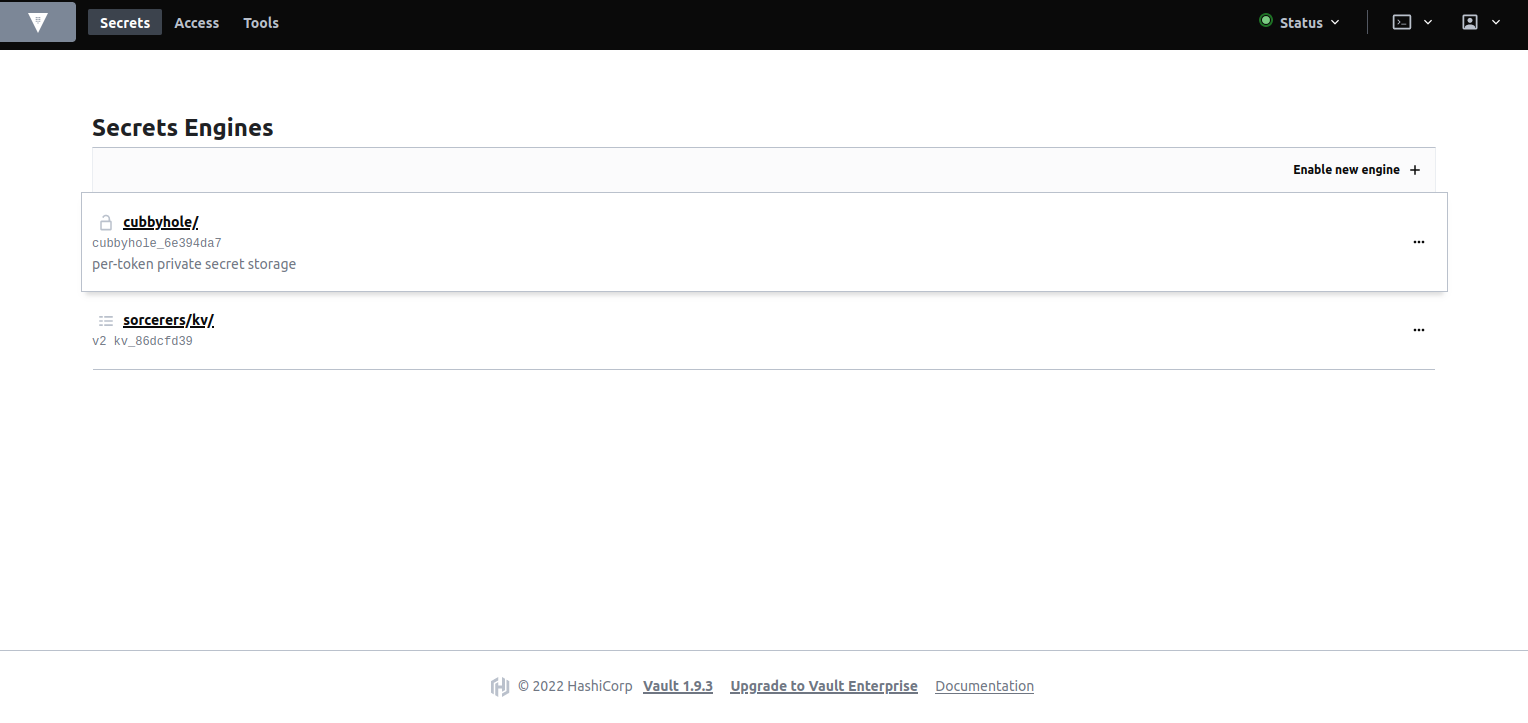 Secrets Access Tools Status
Secrets Engines
Enable new engine
cubbyhole/
cubbyhole_6e394da7
per-token private secret storage
sorcerers/kv/
v2 kv_86dcfd39
© 2022 HashiCorp Vault 1.9.3 Upgrade to Vault Enterprise Documentation